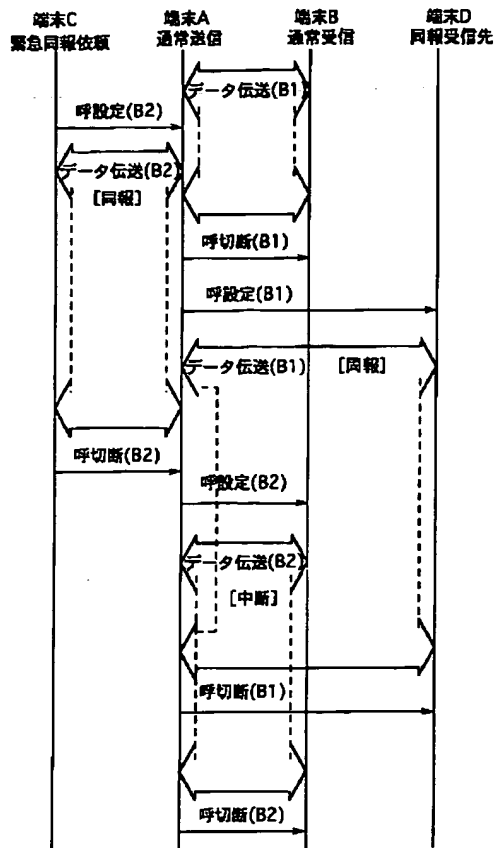 端末C
緊急同報依頼
端末A
通常送信
端末B
通常受信
端末D
同報受信先
データ伝送(B1
呼設定(B2)
データ伝送(B2)
[同報]
呼切断(B1)
呼設定(B1)
データ伝送(B1)
[同報]
呼切断(B2)
呼設定(B2)
データ伝送(B2)
[中断]
呼切断(B1)
呼切断(B2)